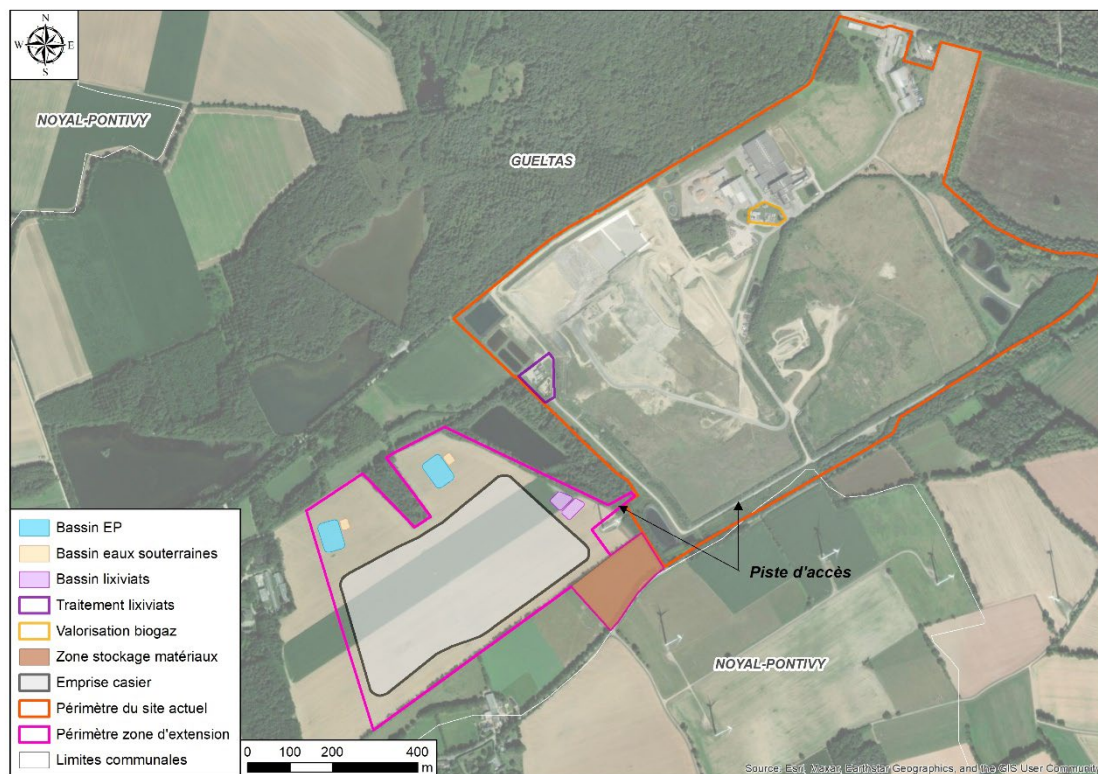 N
W E
S
NOYAL-PONTIVY
GUELTAS
Piste d'accès
NOYAL-PONTIVY
Bassin EP
Bassin eaux souterraines
Bassin lixiviats
Traitement lixiviats
Valorisation biogaz
Zone stockage matériaux
Emprise casier
Périmètre du site actuel
Périmètre zone d'extension
Limites communales
0 100 200 400
m
Source: Esri, Maxar, Earthstar Geographics, and the GIS User Community